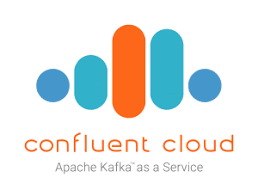 confluent cloud
Apache Kafka™ as a Service